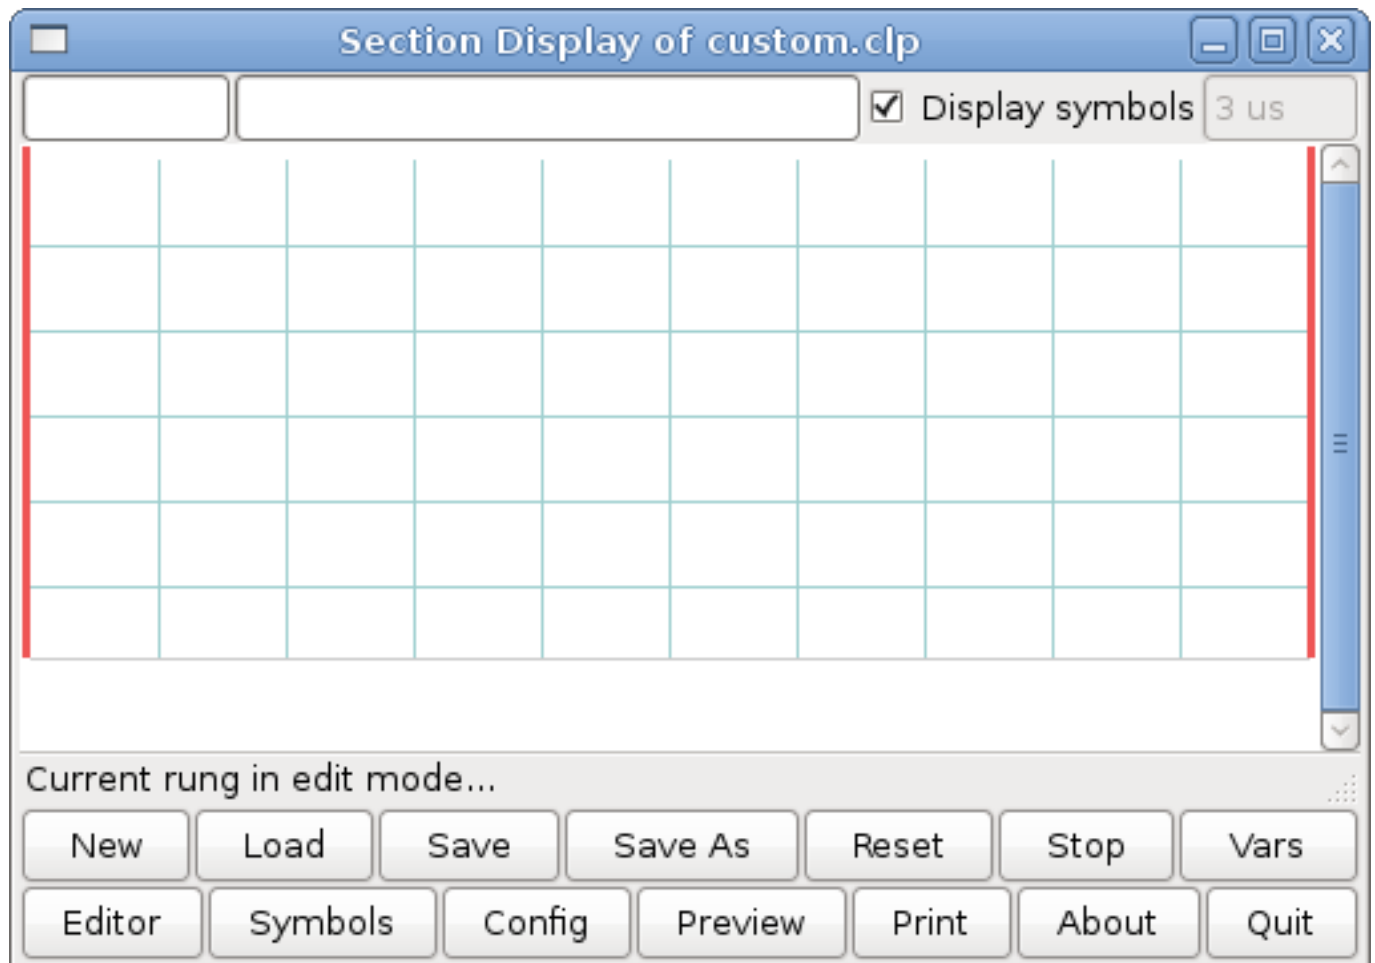 Section Display of custom.clp
Display symbols 3 us
Current rung in edit mode...
New Load Save Save As Reset Stop Vars
Editor Symbols Config Preview Print About Quit